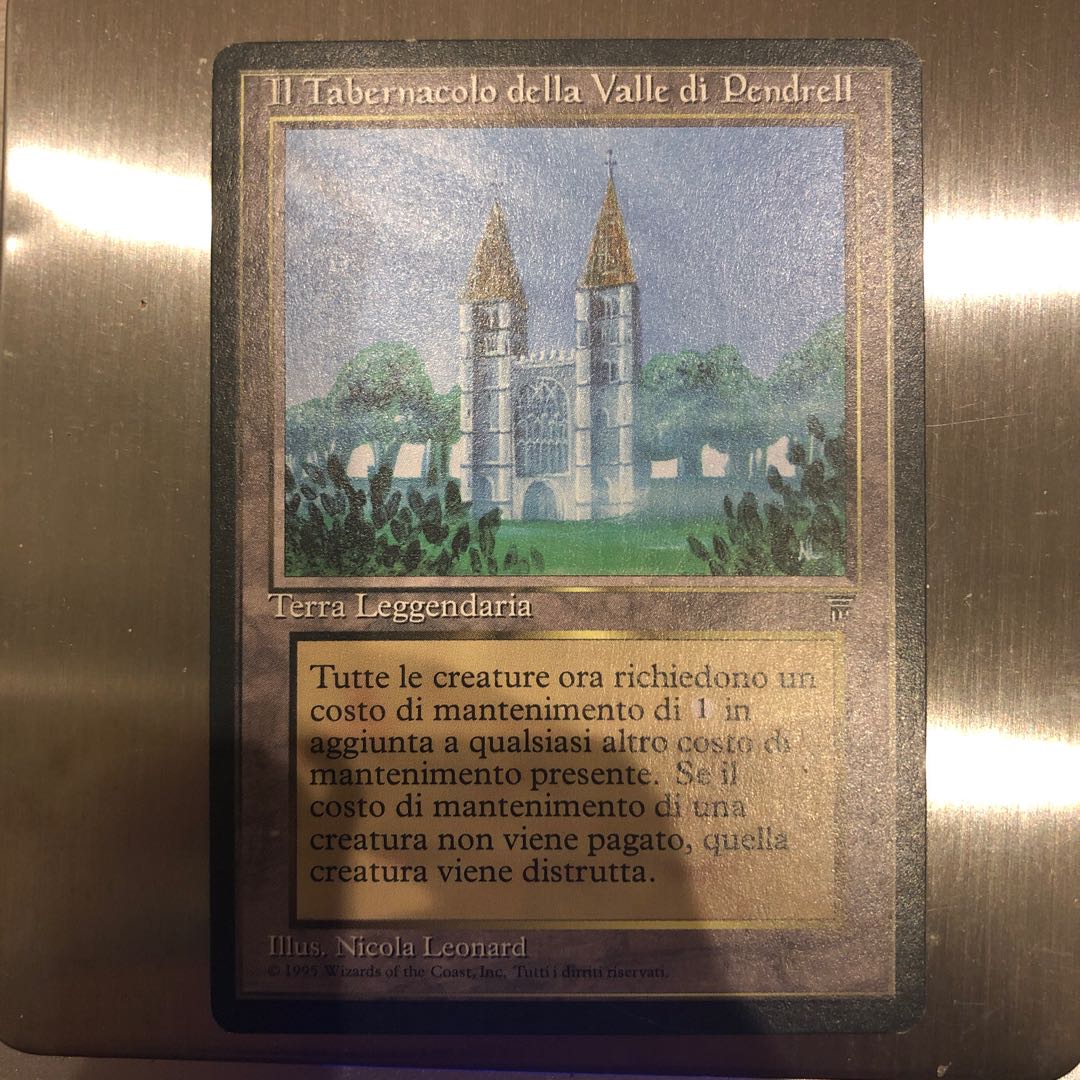 Il Tabernacolo della Valle di Pendrell
NL
Terra Leggendaria
Tutte le creature ora richiedono un
costo di mantenimento di 1 in
aggiunta a qualsiasi altro costo di
mantenimento presente. Se il
costo di mantenimento di una
creatura non viene pagato, quella
creatura viene distrutta.
Illus. Nicola Leonard
© 1995 Wizards of the Coast, Inc. Tutti i dirriti riservati.